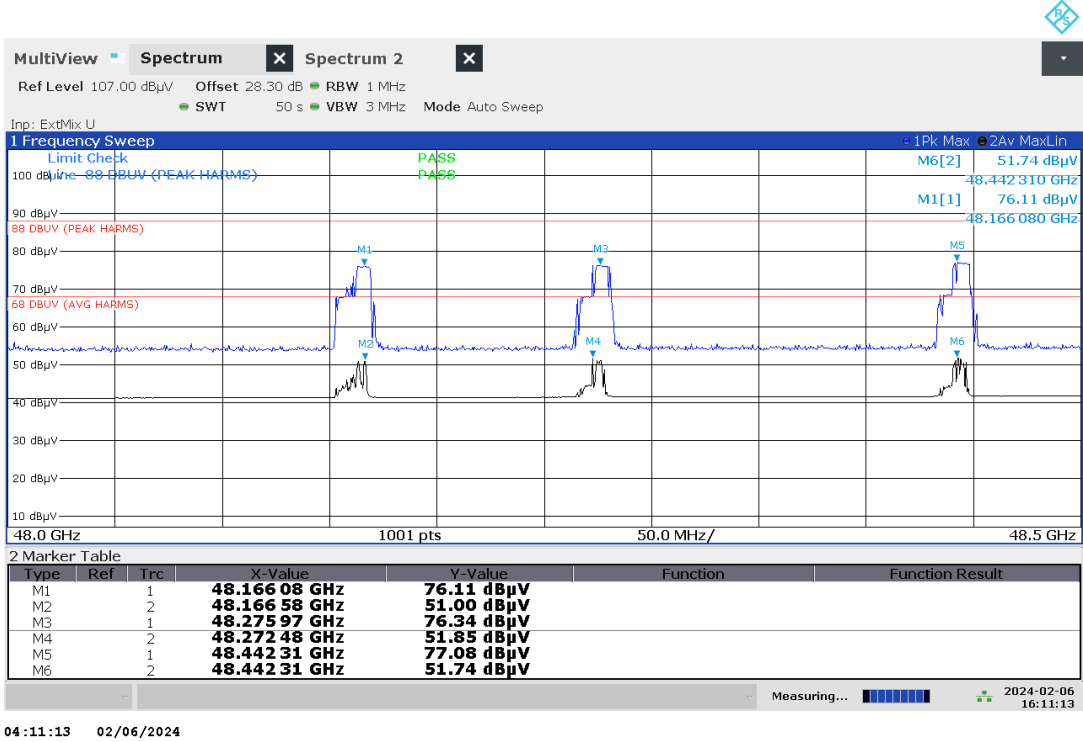 R&S
MultiView Spectrum Spectrum 2
Ref Level 107.00 dBµV Offset 28.30 dB RBW 1 MHz
SWT 50 s VBW 3 MHz Mode Auto Sweep
Inp: ExtMix U
1 Frequency Sweep 1Pk Max 2Av MaxLin
Limit Check PASS M6[2] 51.74 dBµV
Line 88 DBUV (PEAK HARMS) PASS 48.442 310 GHz
100 dBµV
M1[1] 76.11 dBµV
48.166 080 GHz
90 dBµV
88 DBUV (PEAK HARMS)
80 dBµV M1 M3 M5
70 dBµV
68 DBUV (AVG HARMS)
60 dBµV
M2 M4 M6
50 dBµV
40 dBµV
30 dBµV
20 dBµV
10 dBµV
48.0 GHz 1001 pts 50.0 MHz/ 48.5 GHz
2 Marker Table
Type Ref Trc X-Value Y-Value Function Function Result
M1 1 48.166 08 GHz 76.11 dBµV
M2 2 48.166 58 GHz 51.00 dBµV
M3 1 48.275 97 GHz 76.34 dBµV
M4 2 48.272 48 GHz 51.85 dBµV
M5 1 48.442 31 GHz 77.08 dBµV
M6 2 48.442 31 GHz 51.74 dBµV
Measuring... 2024-02-06
16:11:13
04:11:13 02/06/2024